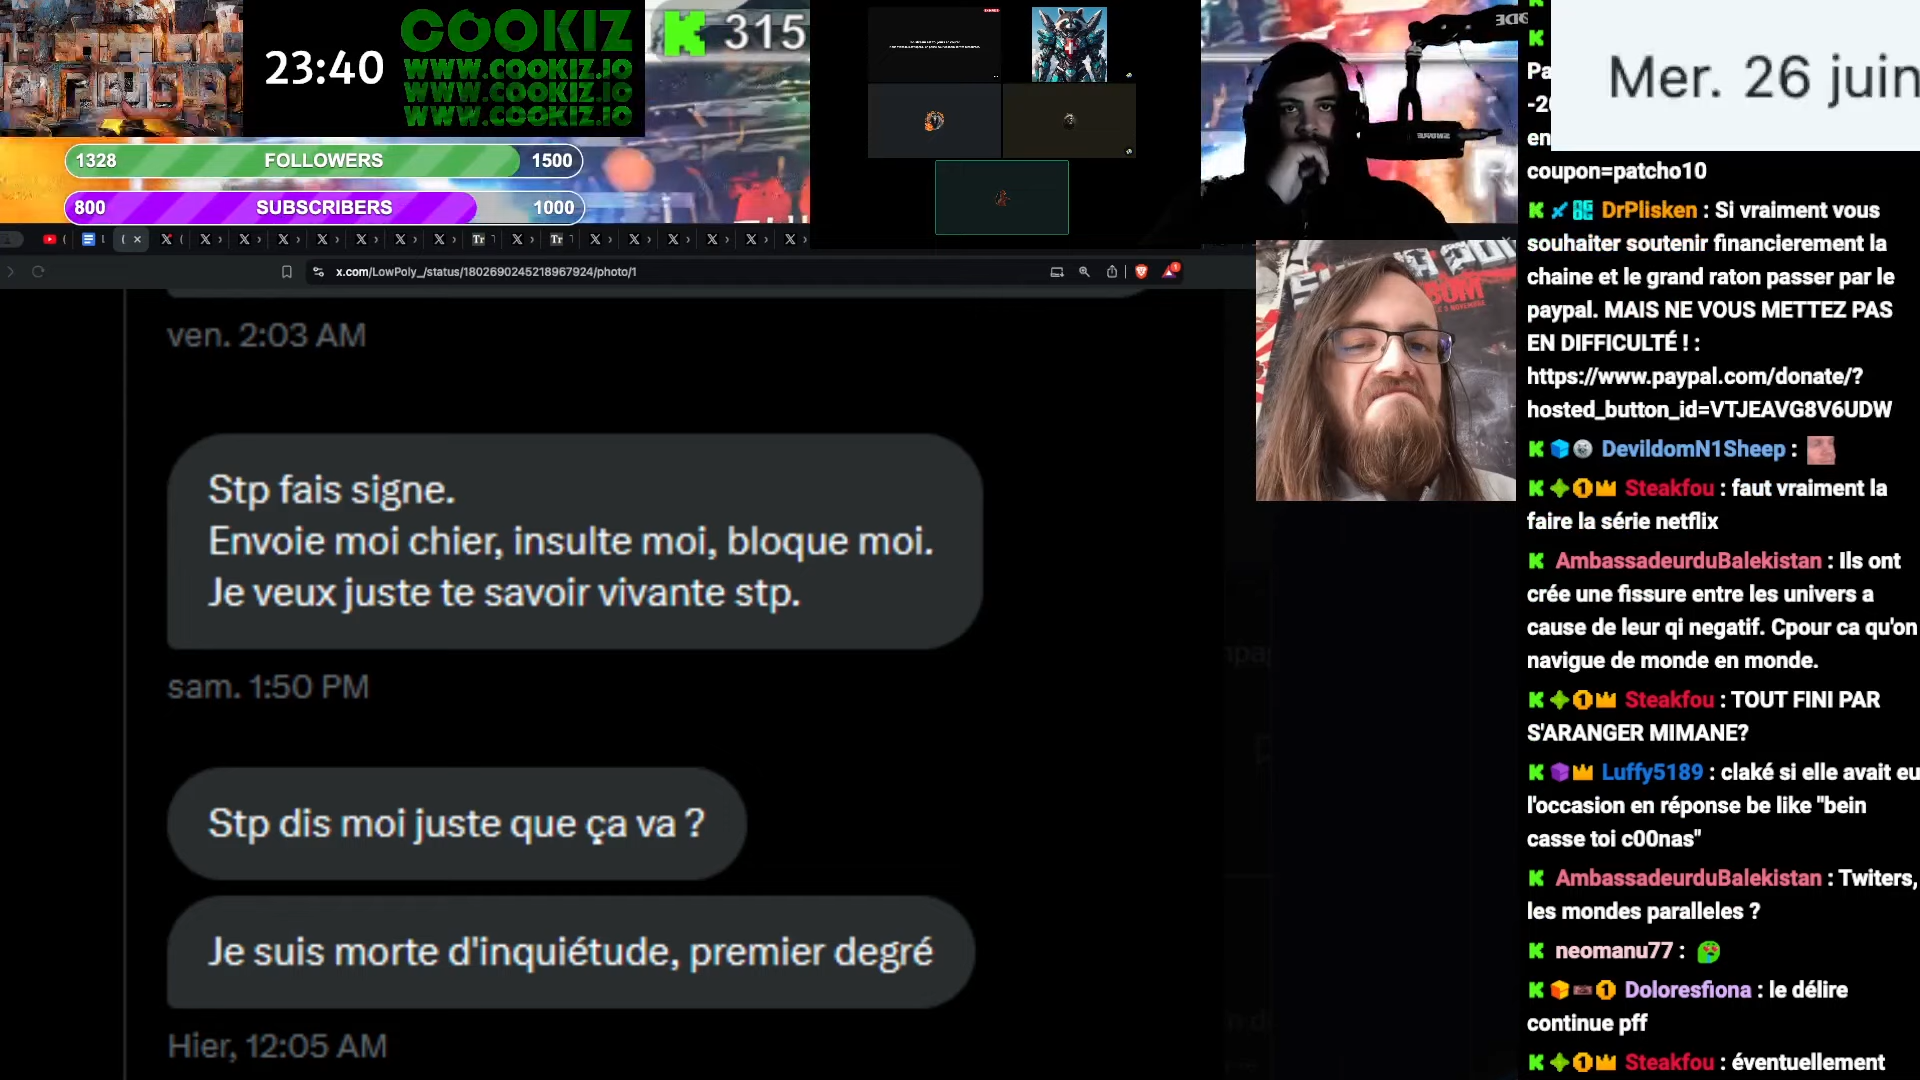 23:40
COOKIZ
WWW.COOKIZ.IO
WWW.COOKIZ.IO
WWW.COOKIZ.IO
315
1328 FOLLOWERS 1500
800 SUBSCRIBERS 1000
x.com/LowPoly_/status/1802690245218967924/photo/1
ven. 2:03 AM
Stp fais signe.
Envoie moi chier, insulte moi, bloque moi.
Je veux juste te savoir vivante stp.
sam. 1:50 PM
Stp dis moi juste que ça va ?
Je suis morte d'inquiétude, premier degré
Hier, 12:05 AM
Mer. 26 juin
Pa
en
coupon=patcho10
DrPlisken : Si vraiment vous
souhaiter soutenir financierement la
chaine et le grand raton passer par le
paypal. MAIS NE VOUS METTEZ PAS
EN DIFFICULTÉ ! :
https://www.paypal.com/donate/?
hosted_button_id=VTJEAVG8V6UDW
DevildomN1Sheep :
Steakfou : faut vraiment la
faire la série netflix
AmbassadeurduBalekistan : Ils ont
crée une fissure entre les univers a
cause de leur qi negatif. Cpour ca qu'on
navigue de monde en monde.
Steakfou : TOUT FINI PAR
S'ARANGER MIMANE?
Luffy5189 : claké si elle avait eu
l'occasion en réponse be like "bein
casse toi c00nas"
AmbassadeurduBalekistan : Twiters,
les mondes paralleles ?
neomanu77 :
Doloresfiona : le délire
continue pff
Steakfou : éventuellement